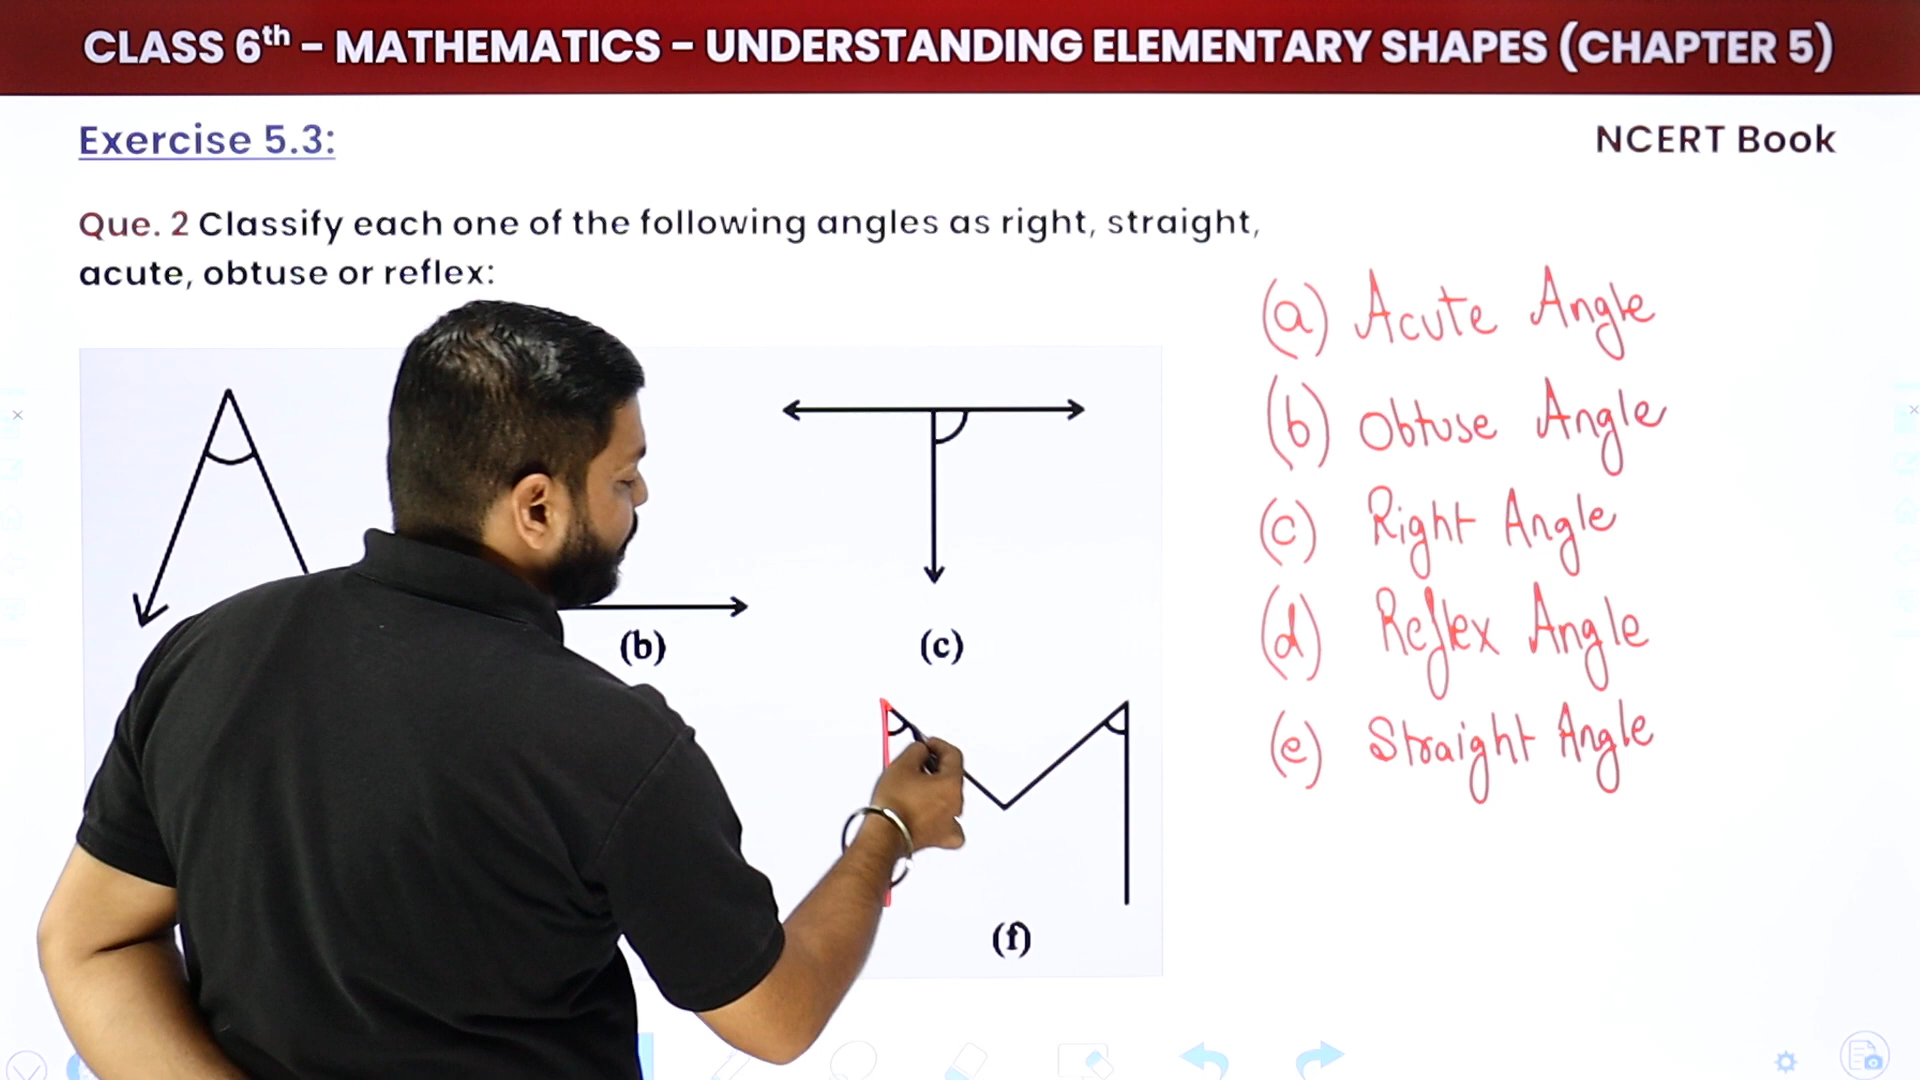 CLASS 6th – MATHEMATICS – UNDERSTANDING ELEMENTARY SHAPES (CHAPTER 5)
Exercise 5.3:
NCERT Book
Que. 2 Classify each one of the following angles as right, straight,
acute, obtuse or reflex:
(a) Acute Angle
(b) Obtuse Angle
(c) Right Angle
(d) Reflex Angle
(e) Straight Angle
(b)
(c)
(f)